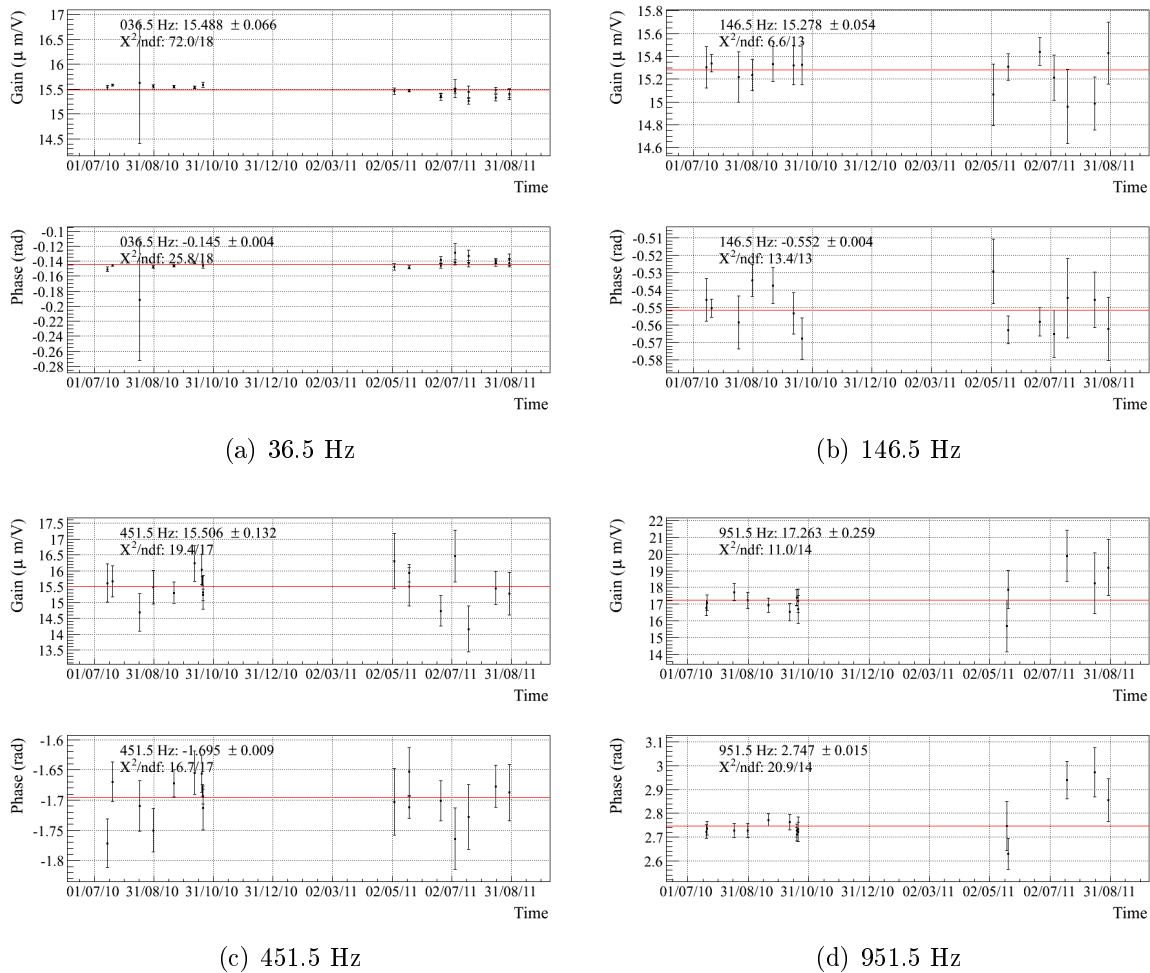 Gain (μ m/V)
17
16.5
16
15.5
15
14.5
036.5 Hz: 15.488 ± 0.066
X²/ndf: 72.0/18
01/07/10 31/08/10 31/10/10 31/12/10 02/03/11 02/05/11 02/07/11 31/08/11
Time
Phase (rad)
-0.1
-0.12
-0.14
-0.16
-0.18
-0.2
-0.22
-0.24
-0.26
-0.28
036.5 Hz: -0.145 ± 0.004
X²/ndf: 25.8/18
01/07/10 31/08/10 31/10/10 31/12/10 02/03/11 02/05/11 02/07/11 31/08/11
Time
(a) 36.5 Hz
Gain (μ m/V)
15.8
15.6
15.4
15.2
15
14.8
14.6
146.5 Hz: 15.278 ± 0.054
X²/ndf: 6.6/13
01/07/10 31/08/10 31/10/10 31/12/10 02/03/11 02/05/11 02/07/11 31/08/11
Time
Phase (rad)
-0.51
-0.52
-0.53
-0.54
-0.55
-0.56
-0.57
-0.58
146.5 Hz: -0.552 ± 0.004
X²/ndf: 13.4/13
01/07/10 31/08/10 31/10/10 31/12/10 02/03/11 02/05/11 02/07/11 31/08/11
Time
(b) 146.5 Hz
Gain (μ m/V)
17.5
17
16.5
16
15.5
15
14.5
14
13.5
451.5 Hz: 15.506 ± 0.132
X²/ndf: 19.4/17
01/07/10 31/08/10 31/10/10 31/12/10 02/03/11 02/05/11 02/07/11 31/08/11
Time
Phase (rad)
-1.6
-1.65
-1.7
-1.75
-1.8
451.5 Hz: -1.695 ± 0.009
X²/ndf: 16.7/17
01/07/10 31/08/10 31/10/10 31/12/10 02/03/11 02/05/11 02/07/11 31/08/11
Time
(c) 451.5 Hz
Gain (μ m/V)
22
21
20
19
18
17
16
15
14
951.5 Hz: 17.263 ± 0.259
X²/ndf: 11.0/14
01/07/10 31/08/10 31/10/10 31/12/10 02/03/11 02/05/11 02/07/11 31/08/11
Time
Phase (rad)
3.1
3
2.9
2.8
2.7
2.6
951.5 Hz: 2.747 ± 0.015
X²/ndf: 20.9/14
01/07/10 31/08/10 31/10/10 31/12/10 02/03/11 02/05/11 02/07/11 31/08/11
Time
(d) 951.5 Hz